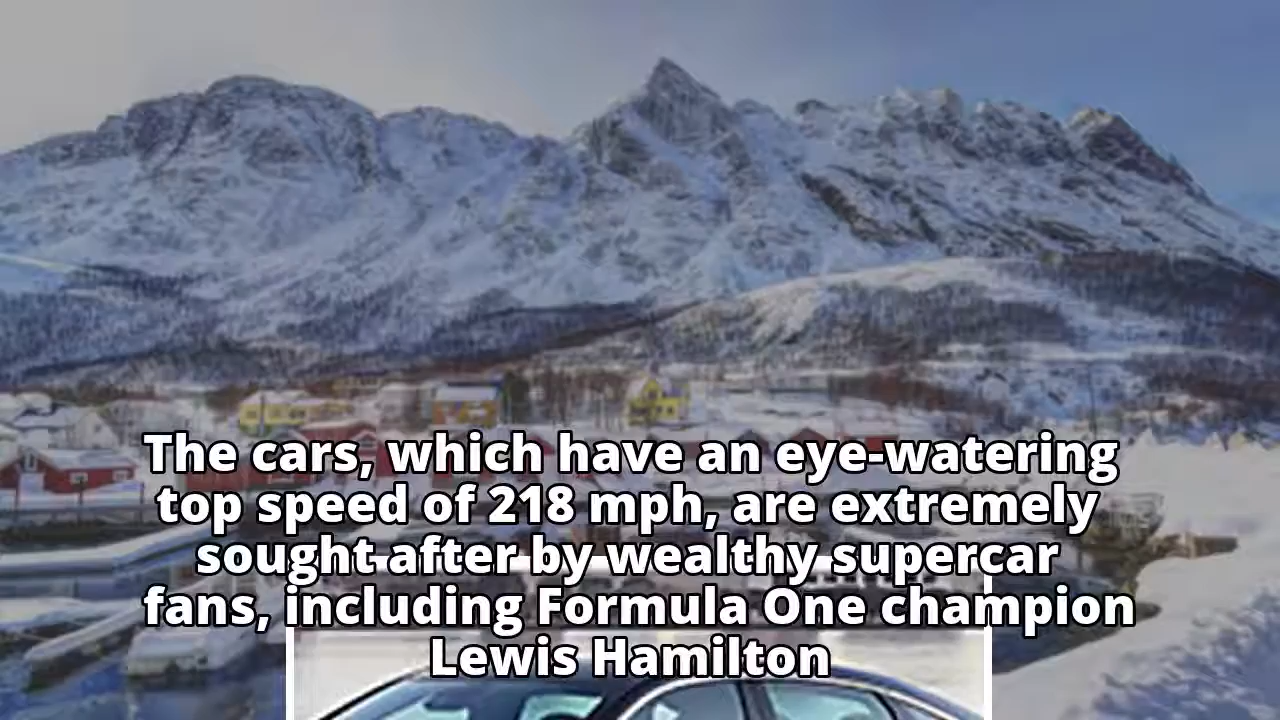 The cars, which have an eye-watering
top speed of 218 mph, are extremely
sought after by wealthy supercar
fans, including Formula One champion
Lewis Hamilton